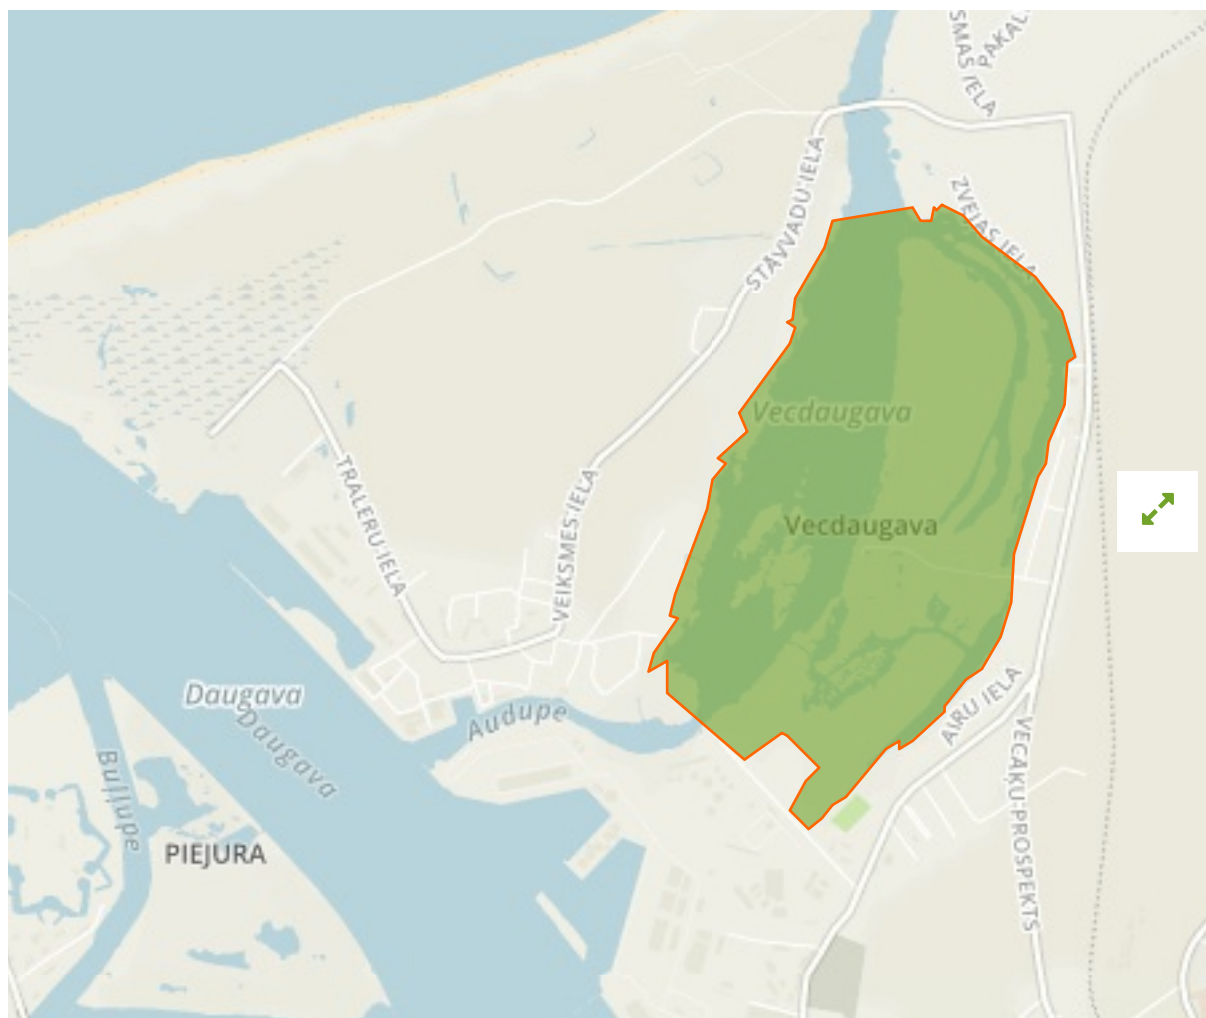 SMAS IELA
PAKAL
ZVEJAS IELA
STĀVVADU IELA
Vecdaugava
TRALERU IELA
VEIKSMES IELA
Vecdaugava
AIRU IELA
Daugava
Daugava
Audupe
VECĀĶU PROSPEKTS
Buļļupe
PIEJURA